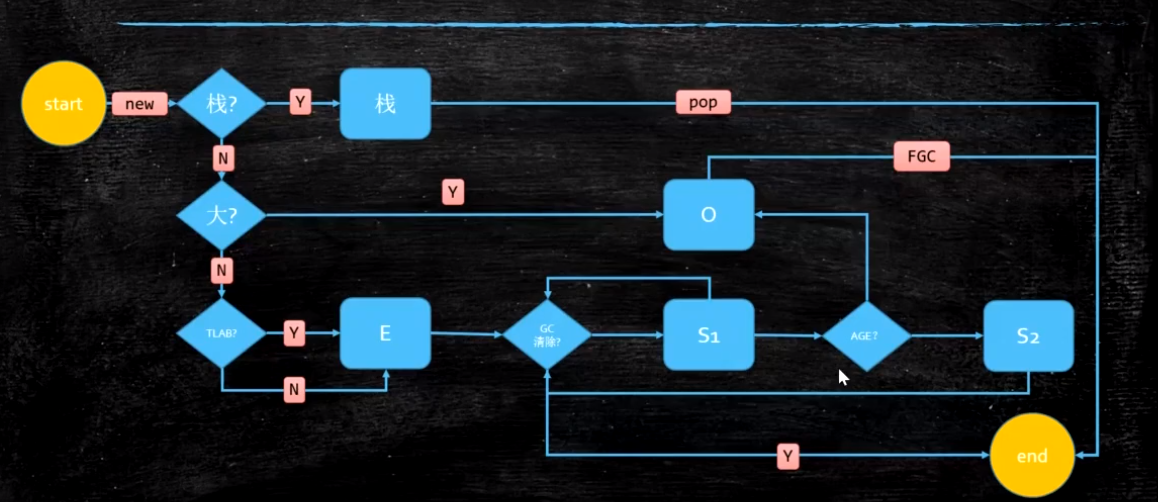 start
new
栈?
Y
栈
pop
N
FGC
大?
Y
O
N
TLAB?
Y
E
GC
清除?
S1
AGE?
S2
N
Y
end